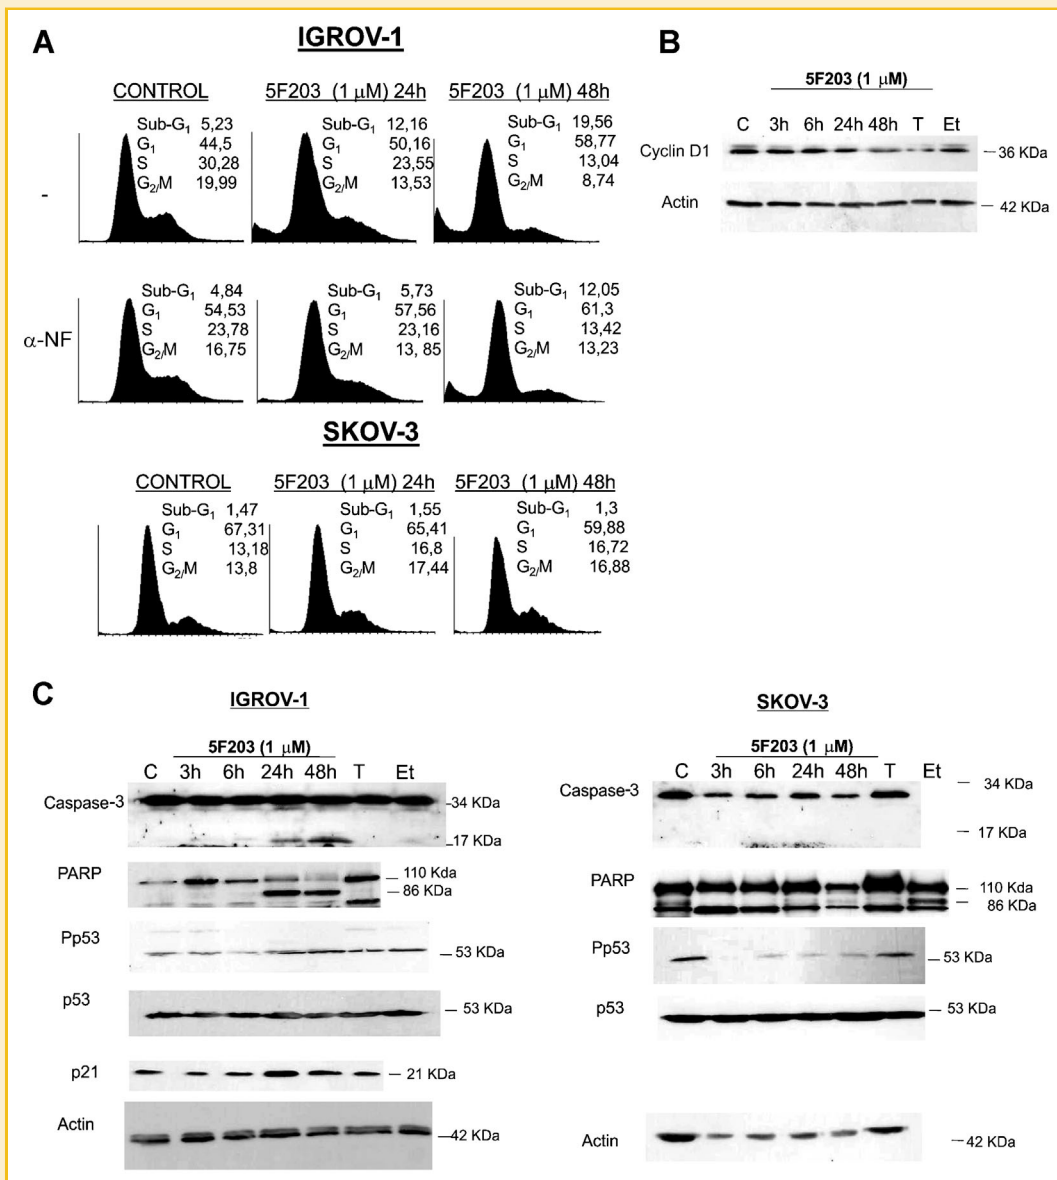 A
IGROV-1
CONTROL
5F203 (1 μM) 24h
5F203 (1 μM) 48h
-
Sub-G1 5,23
G1 44,5
S 30,28
G2/M 19,99
Sub-G1 12,16
G1 50,16
S 23,55
G2/M 13,53
Sub-G1 19,56
G1 58,77
S 13,04
G2/M 8,74
α-NF
Sub-G1 4,84
G1 54,53
S 23,78
G2/M 16,75
Sub-G1 5,73
G1 57,56
S 23,16
G2/M 13, 85
Sub-G1 12,05
G1 61,3
S 13,42
G2/M 13,23
SKOV-3
CONTROL
5F203 (1 μM) 24h
5F203 (1 μM) 48h
Sub-G1 1,47
G1 67,31
S 13,18
G2/M 13,8
Sub-G1 1,55
G1 65,41
S 16,8
G2/M 17,44
Sub-G1 1,3
G1 59,88
S 16,72
G2/M 16,88
B
5F203 (1 μM)
C 3h 6h 24h 48h T Et
Cyclin D1 36 KDa
Actin 42 KDa
C
IGROV-1
5F203 (1 μM)
C 3h 6h 24h 48h T Et
Caspase-3 34 KDa
17 KDa
PARP 110 Kda
86 KDa
Pp53 53 KDa
p53 53 KDa
p21 21 KDa
Actin 42 KDa
SKOV-3
5F203 (1 μM)
C 3h 6h 24h 48h T Et
Caspase-3 34 KDa
17 KDa
PARP 110 Kda
86 KDa
Pp53 53 KDa
p53 53 KDa
Actin 42 KDa